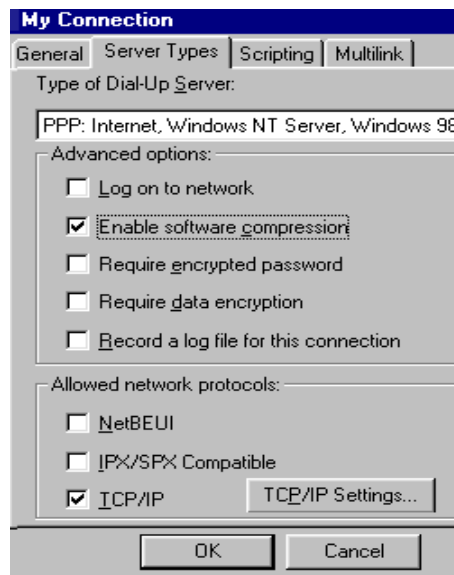 My Connection
General Server Types Scripting Multilink
Type of Dial-Up Server:
PPP: Internet, Windows NT Server, Windows 98
Advanced options:
Log on to network
Enable software compression
Require encrypted password
Require data encryption
Record a log file for this connection
Allowed network protocols:
NetBEUI
IPX/SPX Compatible
TCP/IP TCP/IP Settings...
OK Cancel